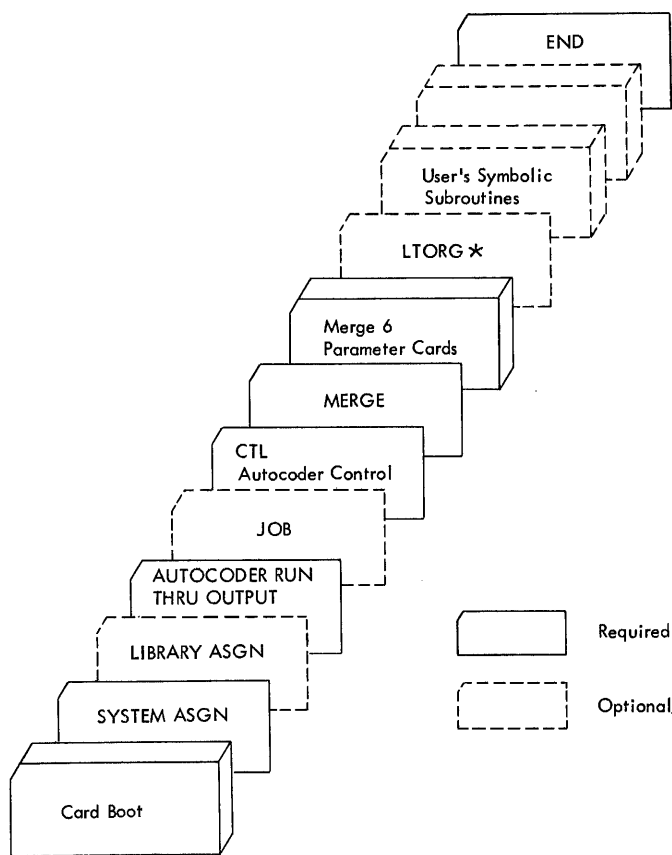 END
User's Symbolic
Subroutines
LTORG *
Merge 6
Parameter Cards
MERGE
CTL
Autocoder Control
JOB
AUTOCODER RUN
THRU OUTPUT
LIBRARY ASGN
SYSTEM ASGN
Card Boot
Required
Optional